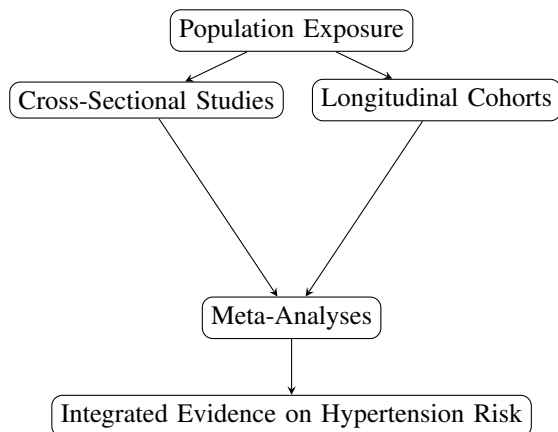 Population Exposure
Cross-Sectional Studies
Longitudinal Cohorts
Meta-Analyses
Integrated Evidence on Hypertension Risk